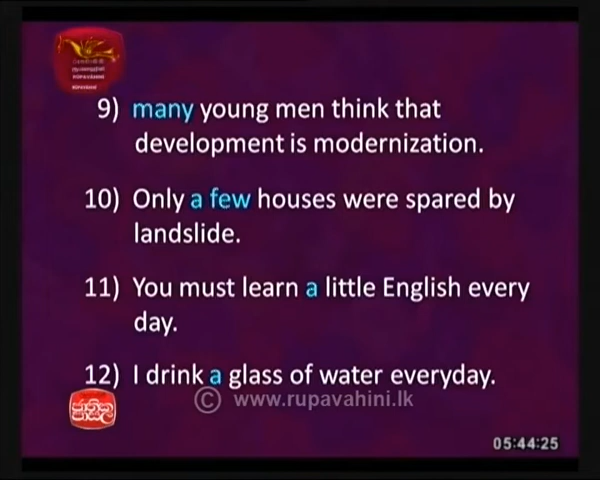 RUPAVAHINI
9) many young men think that
development is modernization.
10) Only a few houses were spared by
landslide.
11) You must learn a little English every
day.
12) I drink a glass of water everyday.
© www.rupavahini.lk
05:44:25